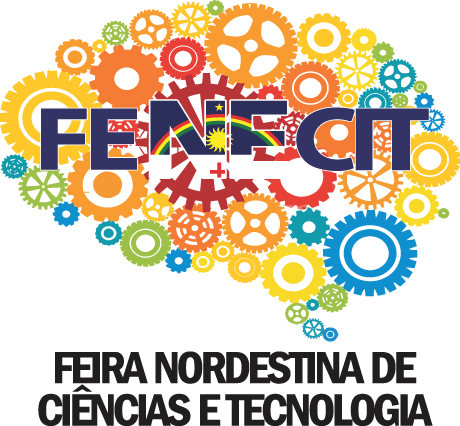 FENECIT
FEIRA NORDESTINA DE
CIÊNCIAS E TECNOLOGIA